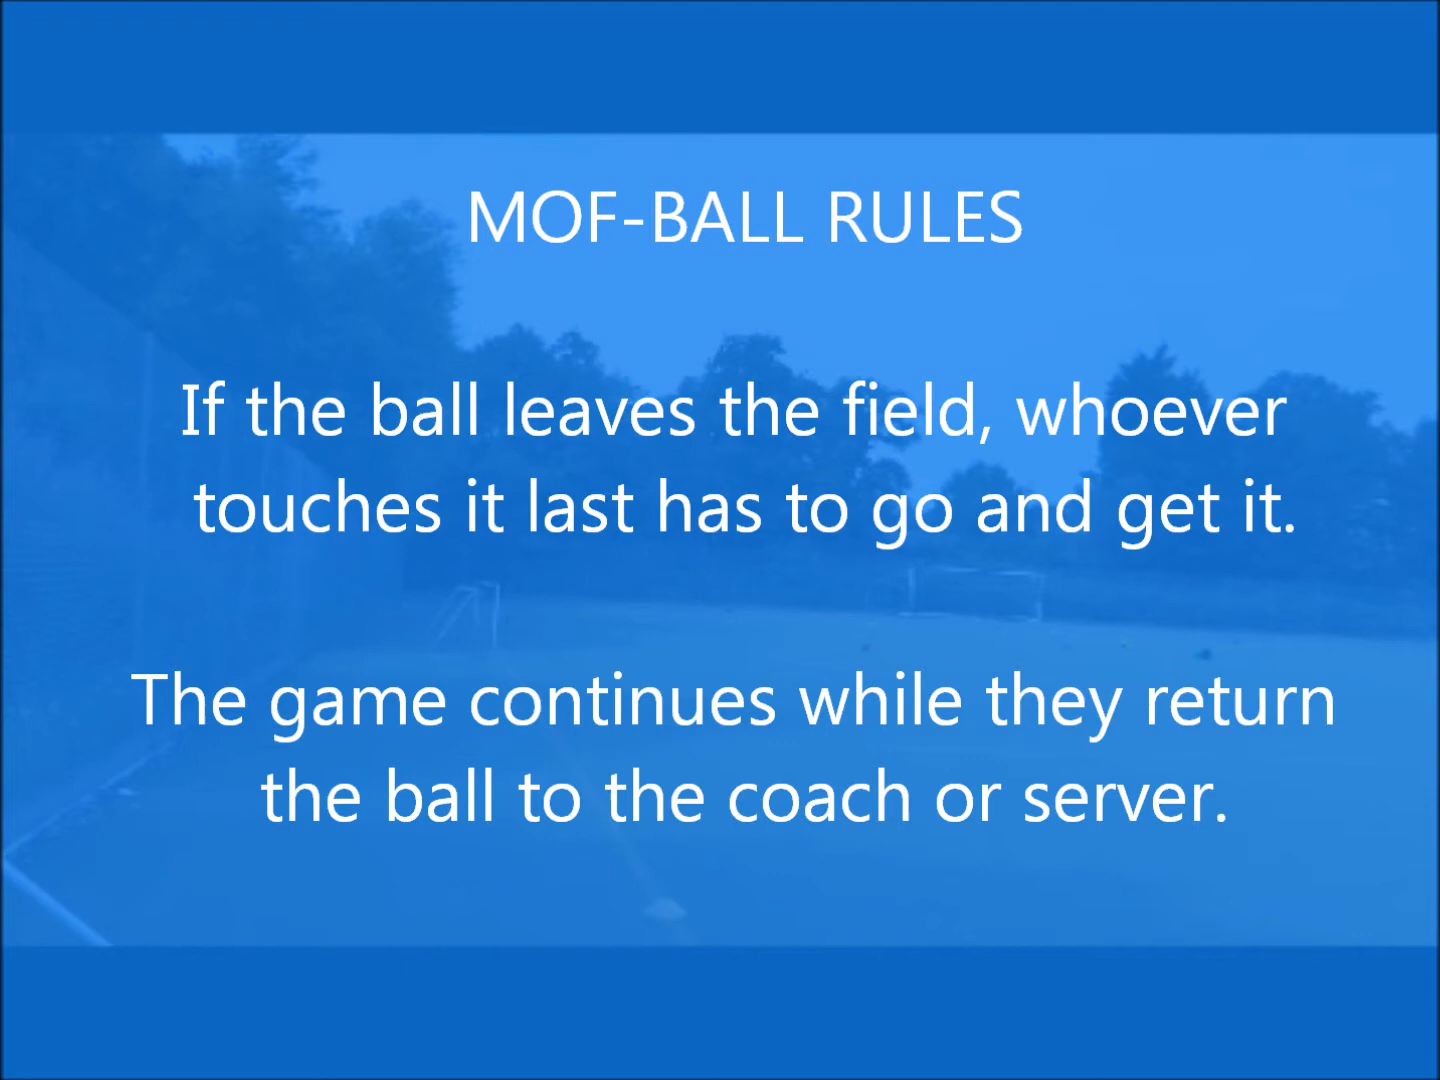 MOF-BALL RULES
If the ball leaves the field, whoever
touches it last has to go and get it.
The game continues while they return
the ball to the coach or server.